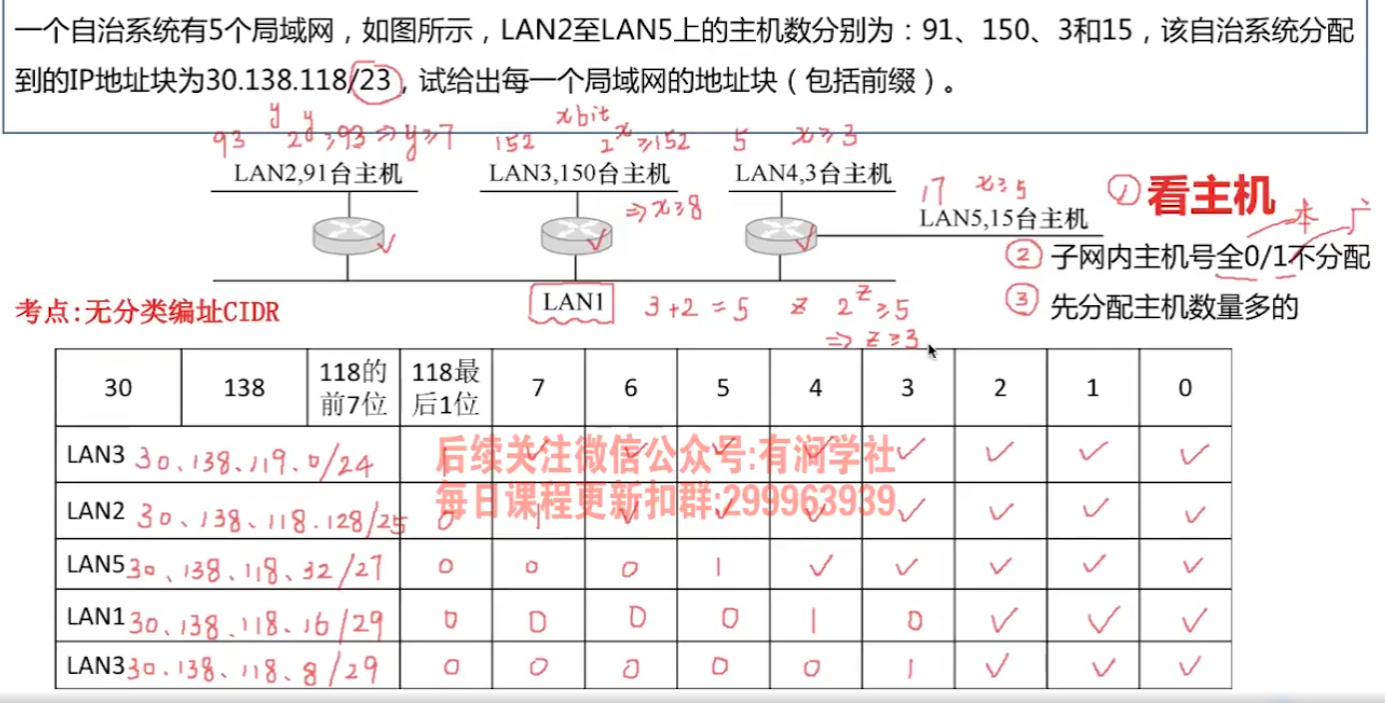 一个自治系统有5个局域网，如图所示，LAN2至LAN5上的主机数分别为：91、150、3和15，该自治系统分配
到的IP地址块为30.138.118/23，试给出每一个局域网的地址块（包括前缀）。
93 y 2^y≥93⇒y≥7
152 xbit 2^x≥152
5 x≥3
LAN2,91台主机
LAN3,150台主机
LAN4,3台主机
⇒x≥8
17 x≥5
LAN5,15台主机
① 看主机
本 广
② 子网内主机号全0/1不分配
③ 先分配主机数量多的
考点:无分类编址CIDR
LAN1
3+2=5 z 2^z≥5
⇒z≥3
30 138 118的前7位 118最后1位 7 6 5 4 3 2 1 0
LAN3 30.138.119.0/24 1 ✓ ✓ ✓ ✓ ✓ ✓ ✓ ✓
后续关注微信公众号:有润学社
每日课程更新扣群:299963939
LAN2 30.138.118.128/25 0 1 ✓ ✓ ✓ ✓ ✓ ✓ ✓
LAN5 30.138.118.32/27 0 0 0 1 ✓ ✓ ✓ ✓ ✓
LAN1 30.138.118.16/29 0 0 0 0 1 0 ✓ ✓ ✓
LAN3 30.138.118.8/29 0 0 0 0 0 1 ✓ ✓ ✓